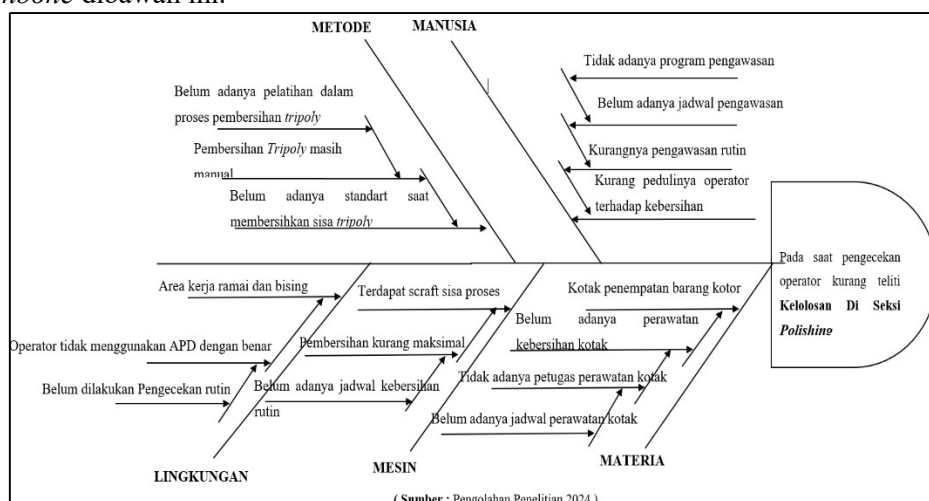 mbone dibawah ini.
METODE
MANUSIA
Belum adanya pelatihan dalam
proses pembersihan tripoly
Pembersihan Tripoly masih
manual
Belum adanya standart saat
membersihkan sisa tripoly
Tidak adanya program pengawasan
Belum adanya jadwal pengawasan
Kurangnya pengawasan rutin
Kurang pedulinya operator
terhadap kebersihan
Pada saat pengecekan
operator kurang teliti
Kelolosan Di Seksi
Polishing
Area kerja ramai dan bising
Operator tidak menggunakan APD dengan benar
Belum dilakukan Pengecekan rutin
LINGKUNGAN
Terdapat scraft sisa proses
Pembersihan kurang maksimal
Belum adanya jadwal kebersihan
rutin
MESIN
Kotak penempatan barang kotor
Belum adanya perawatan
kebersihan kotak
Tidak adanya petugas perawatan kotak
Belum adanya jadwal perawatan kotak
MATERIA
( Sumber : Pengolahan Penelitian 2024 )